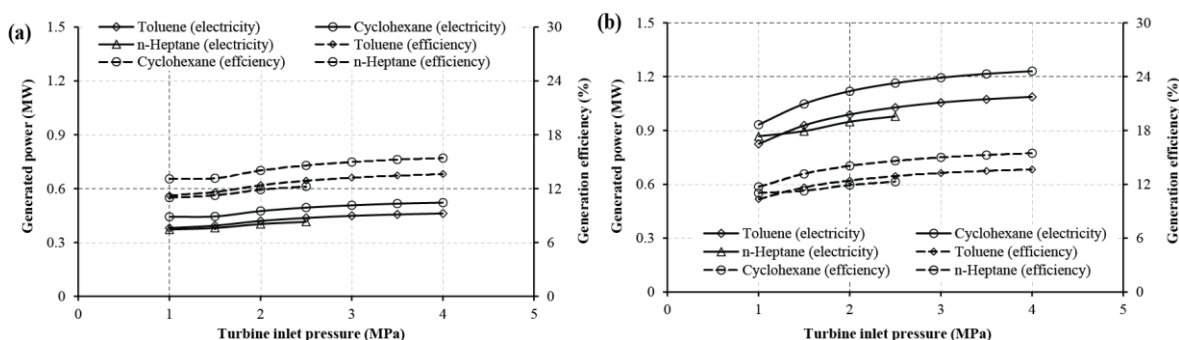 (a)
Generated power (MW)
1.5
1.2
0.9
0.6
0.3
0
Toluene (electricity) Cyclohexane (electricity)
n-Heptane (electricity) Toluene (efficiency)
Cyclohexane (effciency) n-Heptane (efficiency)
30
24
18
12
6
0
Generation efficiency (%)
0 1 2 3 4 5
Turbine inlet pressure (MPa)
(b)
Generated power (MW)
1.5
1.2
0.9
0.6
0.3
0
Toluene (electricity) Cyclohexane (electricity)
n-Heptane (electricity) Toluene (efficiency)
Cyclohexane (effciency) n-Heptane (efficiency)
30
24
18
12
6
0
Generation efficiency (%)
0 1 2 3 4 5
Turbine inlet pressure (MPa)